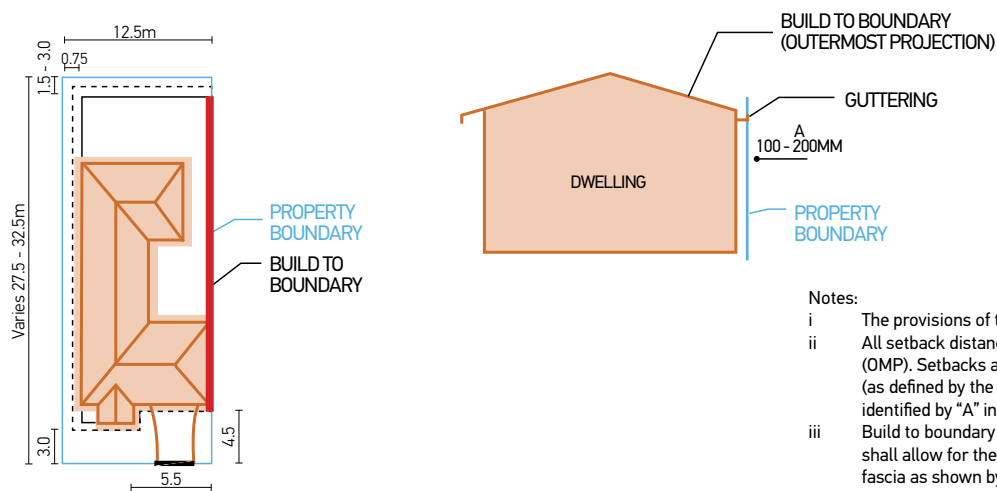 12.5m
0.75
1.5 - 3.0
Varies 27.5 - 32.5m
PROPERTY
BOUNDARY
BUILD TO
BOUNDARY
3.0
4.5
5.5
BUILD TO BOUNDARY
(OUTERMOST PROJECTION)
GUTTERING
A
100 - 200MM
DWELLING
PROPERTY
BOUNDARY
Notes:
i The provisions of t
ii All setback distan
(OMP). Setbacks a
(as defined by the
identified by “A” in
iii Build to boundary
shall allow for the
fascia as shown by